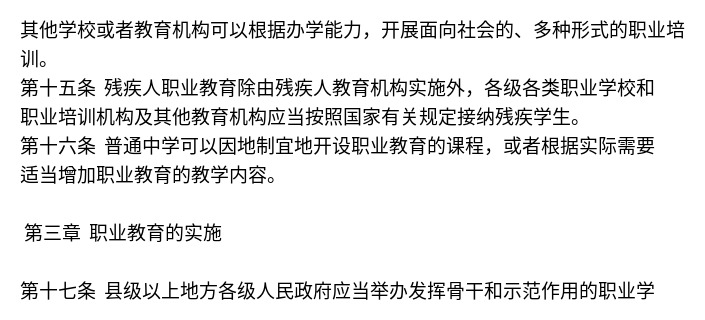 其他学校或者教育机构可以根据办学能力，开展面向社会的、多种形式的职业培
训。
第十五条 残疾人职业教育除由残疾人教育机构实施外，各级各类职业学校和
职业培训机构及其他教育机构应当按照国家有关规定接纳残疾学生。
第十六条 普通中学可以因地制宜地开设职业教育的课程，或者根据实际需要
适当增加职业教育的教学内容。
第三章 职业教育的实施
第十七条 县级以上地方各级人民政府应当举办发挥骨干和示范作用的职业学